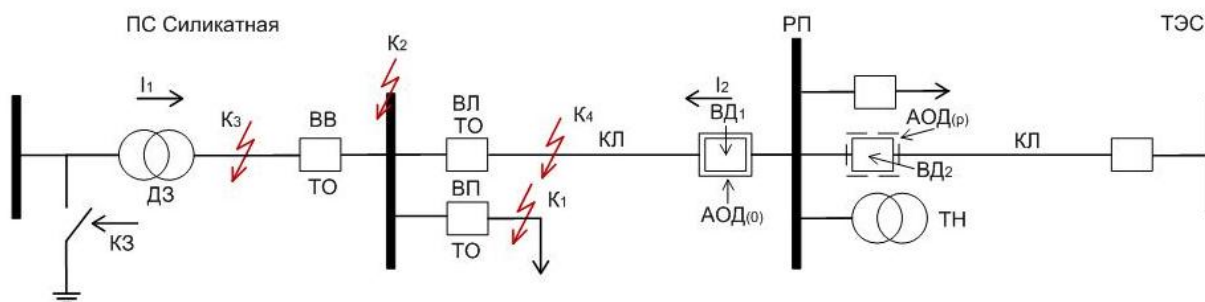 ПС Силикатная
РП
ТЭС
К2
I1
I2
К3
ВВ
ВЛ
ТО
К4
КЛ
ВД1
АОД(р)
КЛ
ДЗ
ТО
ВП
К1
АОД(0)
ВД2
ТО
ТН
КЗ